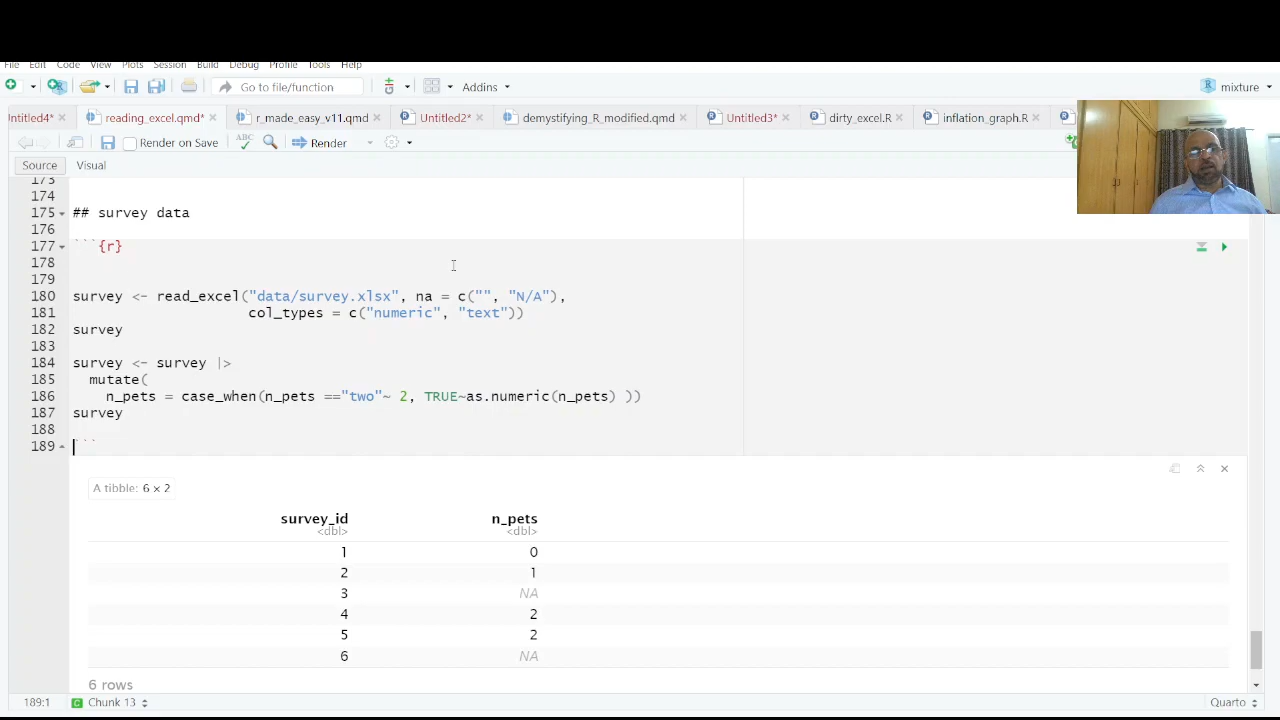 File Edit Code View Plots Session Build Debug Profile Tools Help
Go to file/function Addins mixture
ntitled4* reading_excel.qmd* r_made_easy_v11.qmd Untitled2* demystifying_R_modified.qmd Untitled3* dirty_excel.R inflation_graph.R
Render on Save ABC Render
Source Visual
173
174
175 ## survey data
176
177 ```{r}
178
179
180 survey <- read_excel("data/survey.xlsx", na = c("", "N/A"),
181 col_types = c("numeric", "text"))
182 survey
183
184 survey <- survey |>
185 mutate(
186 n_pets = case_when(n_pets =="two"~ 2, TRUE~as.numeric(n_pets) ))
187 survey
188
189 ```
A tibble: 6 × 2
survey_id n_pets
<dbl> <dbl>
1 0
2 1
3 NA
4 2
5 2
6 NA
6 rows
189:1 C Chunk 13 Quarto